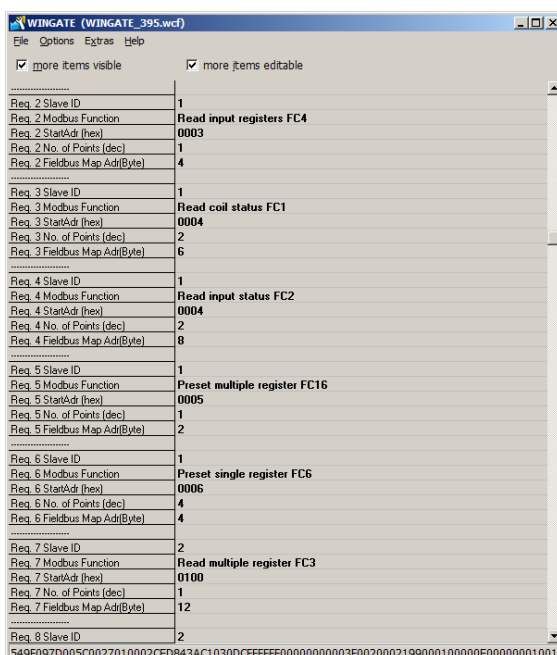 WINGATE (WINGATE_395.wcf)
File Options Extras Help
more items visible more items editable
--------------------
Req. 2 Slave ID 1
Req. 2 Modbus Function Read input registers FC4
Req. 2 StartAdr (hex) 0003
Req. 2 No. of Points (dec) 1
Req. 2 Fieldbus Map Adr(Byte) 4
--------------------
Req. 3 Slave ID 1
Req. 3 Modbus Function Read coil status FC1
Req. 3 StartAdr (hex) 0004
Req. 3 No. of Points (dec) 2
Req. 3 Fieldbus Map Adr(Byte) 6
--------------------
Req. 4 Slave ID 1
Req. 4 Modbus Function Read input status FC2
Req. 4 StartAdr (hex) 0004
Req. 4 No. of Points (dec) 2
Req. 4 Fieldbus Map Adr(Byte) 8
--------------------
Req. 5 Slave ID 1
Req. 5 Modbus Function Preset multiple register FC16
Req. 5 StartAdr (hex) 0005
Req. 5 No. of Points (dec) 1
Req. 5 Fieldbus Map Adr(Byte) 2
--------------------
Req. 6 Slave ID 1
Req. 6 Modbus Function Preset single register FC6
Req. 6 StartAdr (hex) 0006
Req. 6 No. of Points (dec) 4
Req. 6 Fieldbus Map Adr(Byte) 4
--------------------
Req. 7 Slave ID 2
Req. 7 Modbus Function Read multiple register FC3
Req. 7 StartAdr (hex) 0100
Req. 7 No. of Points (dec) 1
Req. 7 Fieldbus Map Adr(Byte) 12
--------------------
Req. 8 Slave ID 2